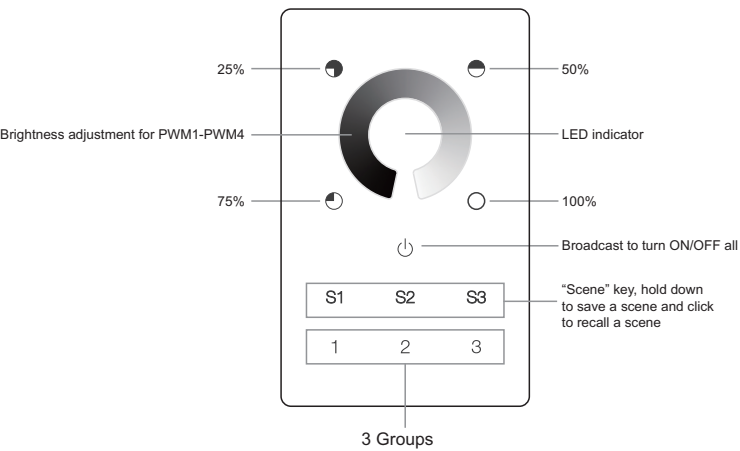 25%
50%
Brightness adjustment for PWM1-PWM4
LED indicator
75%
100%
Broadcast to turn ON/OFF all
S1 S2 S3
“Scene” key, hold down
to save a scene and click
to recall a scene
1 2 3
3 Groups